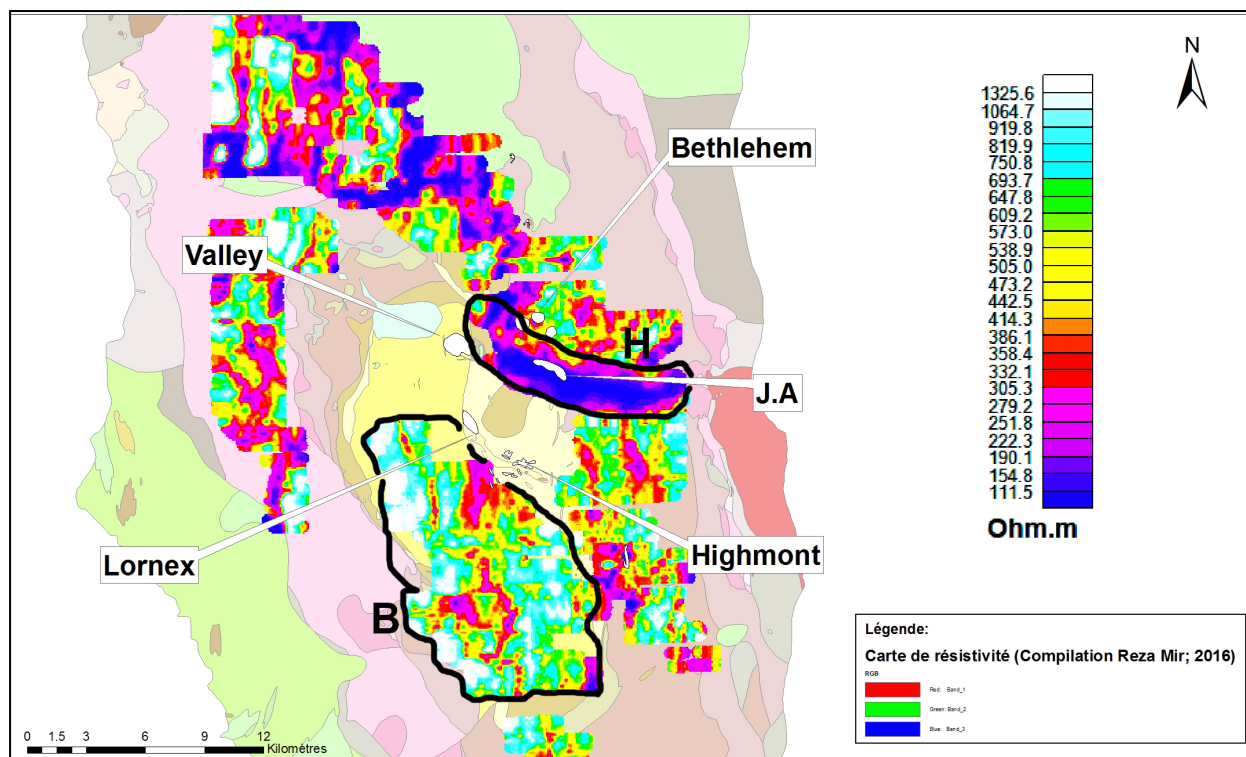 N
1325.6
1064.7
919.8
819.9
750.8
693.7
647.8
609.2
573.0
538.9
505.0
473.2
442.5
414.3
386.1
358.4
332.1
305.3
279.2
251.8
222.3
190.1
154.8
111.5
Ohm.m
Bethlehem
Valley
H
J.A
Lornex
Highmont
B
Légende:
Carte de résistivité (Compilation Reza Mir; 2016)
RGB
Red: Band_1
Green: Band_2
Blue: Band_3
0 1.5 3 6 9 12
Kilomètres